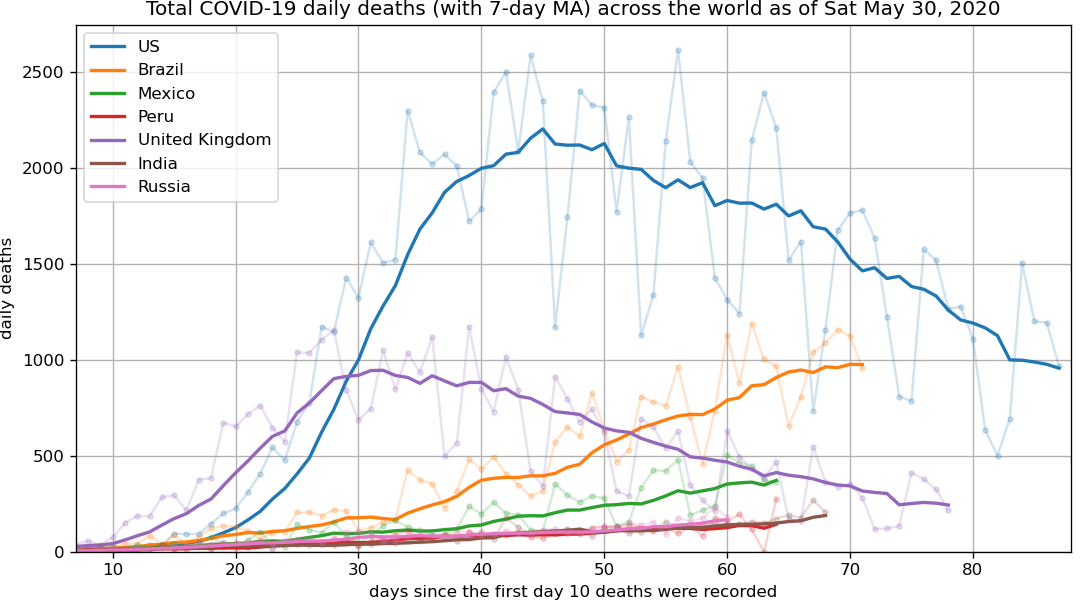 Total COVID-19 daily deaths (with 7-day MA) across the world as of Sat May 30, 2020
US
Brazil
Mexico
Peru
United Kingdom
India
Russia
daily deaths
2500
2000
1500
1000
500
0
10 20 30 40 50 60 70 80
days since the first day 10 deaths were recorded